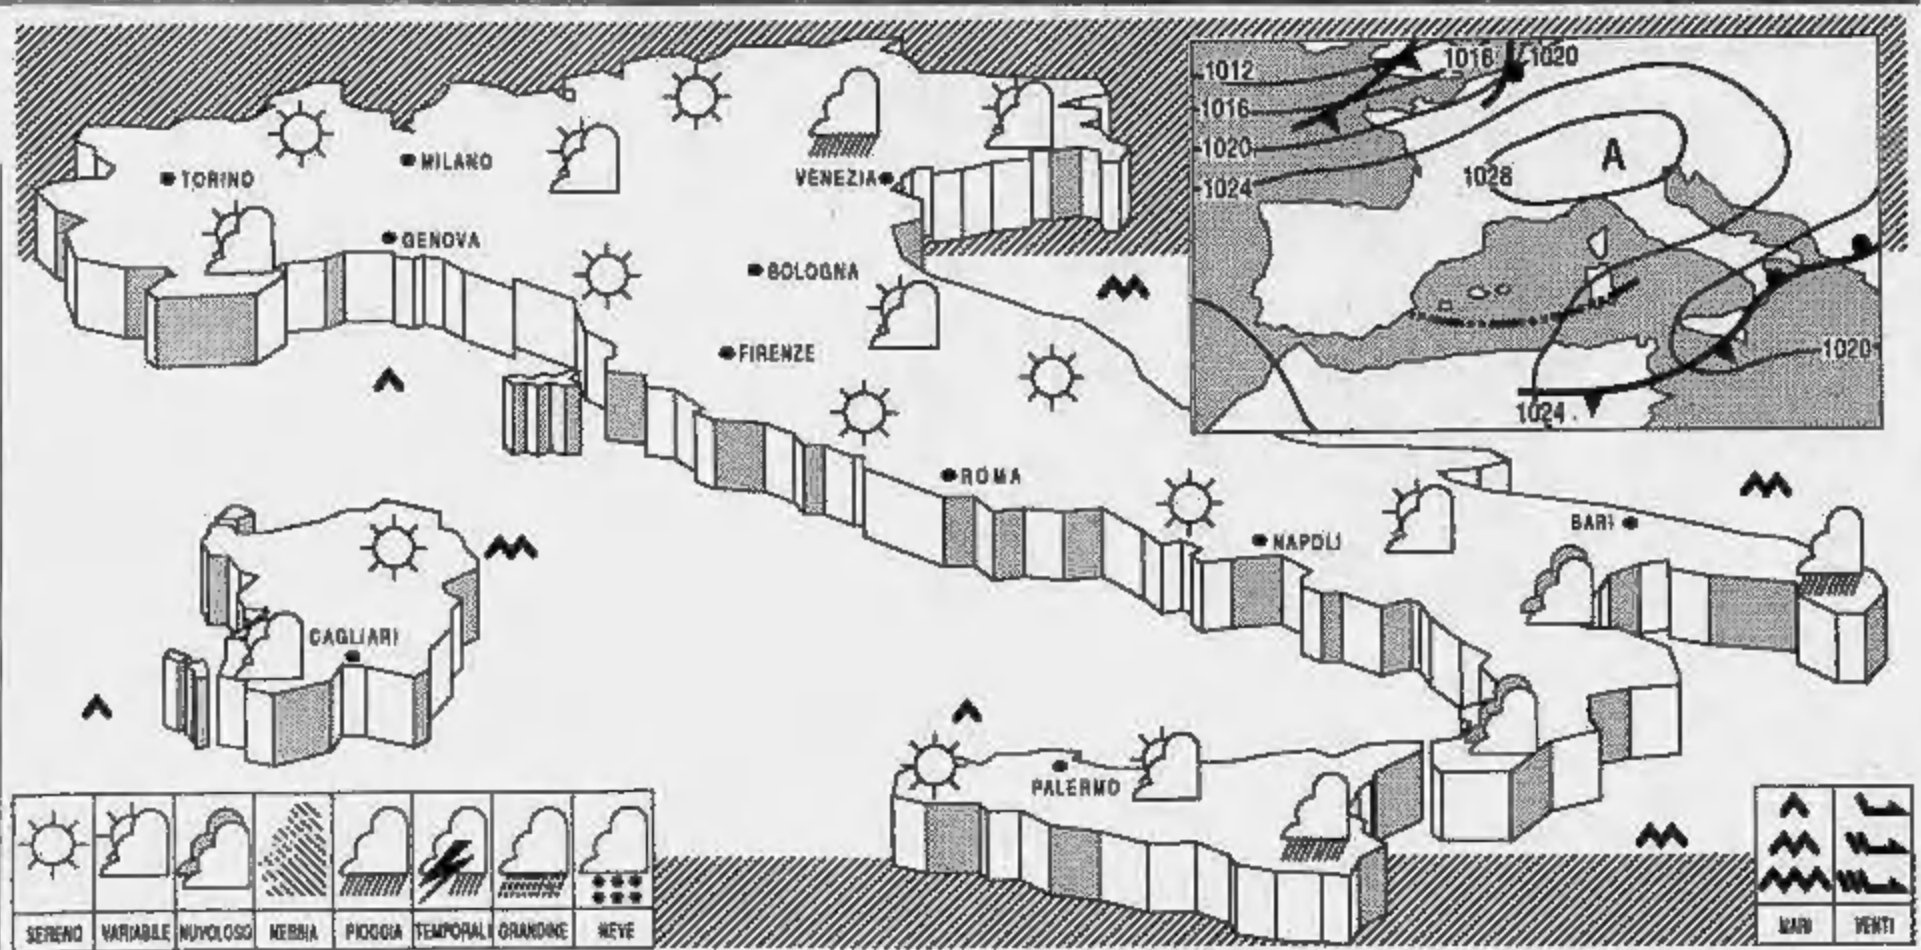 1012
1016
1020
1016
1020
1024
1028
A
1020
1024
TORINO
MILANO
VENEZIA
GENOVA
BOLOGNA
FIRENZE
ROMA
NAPOLI
BARI
CAGLIARI
PALERMO
SERENO VARIABILE NUVOLOSO NEBBIA PIOGGIA TEMPORALI GRANDINE NEVE
MARI VENTI